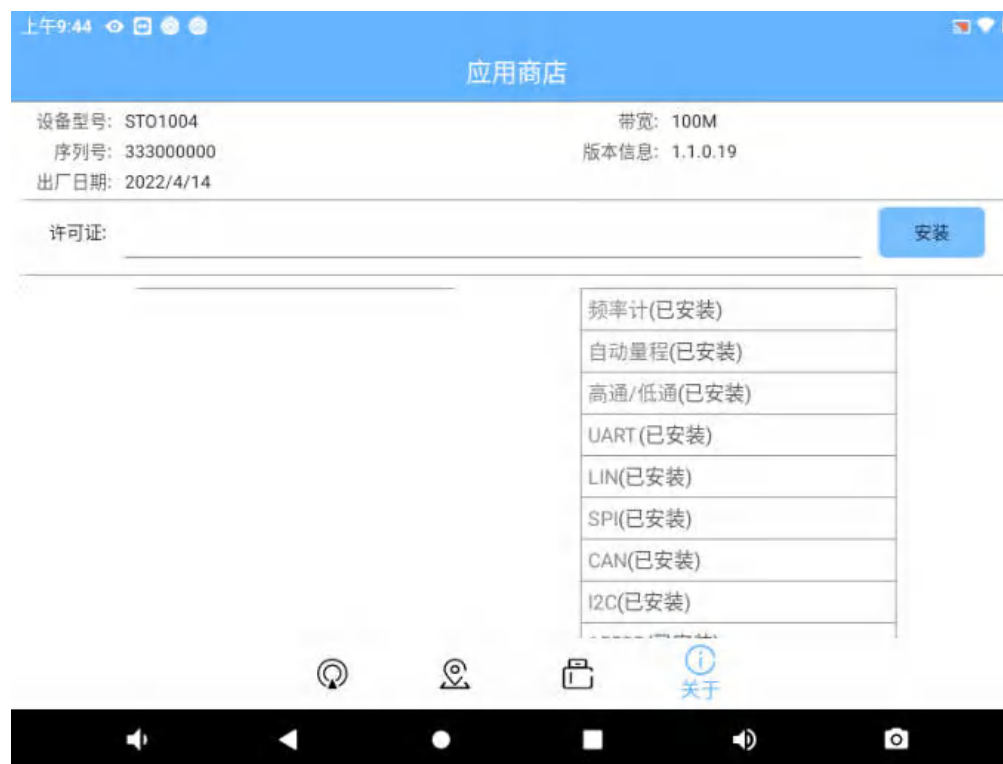 上午9:44
应用商店
设备型号: STO1004
带宽: 100M
序列号: 333000000
版本信息: 1.1.0.19
出厂日期: 2022/4/14
许可证:
安装
频率计(已安装)
自动量程(已安装)
高通/低通(已安装)
UART(已安装)
LIN(已安装)
SPI(已安装)
CAN(已安装)
I2C(已安装)
关于